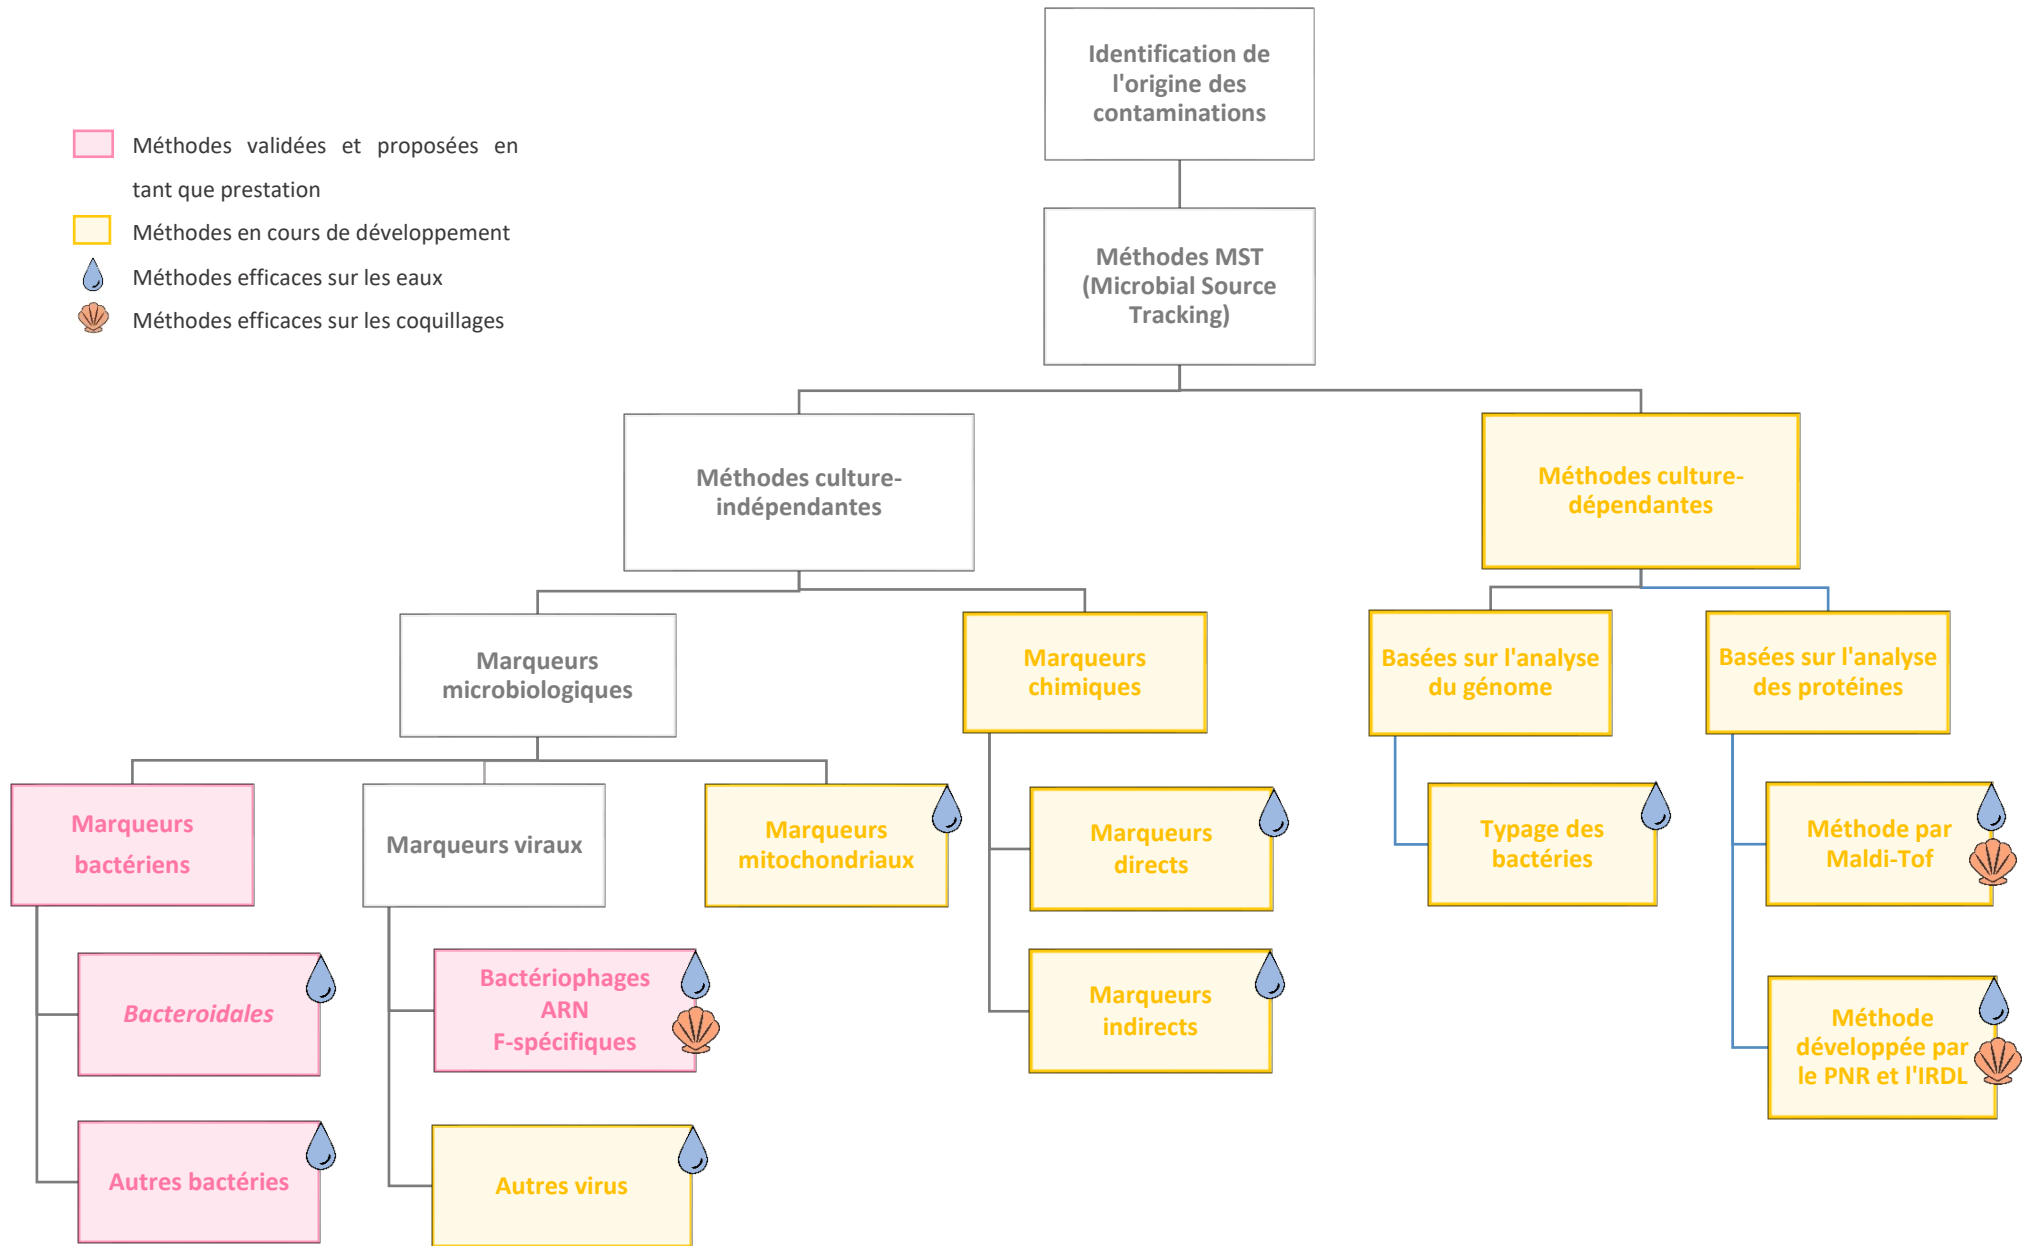 Identification de
l'origine des
contaminations
Méthodes validées et proposées en
tant que prestation
Méthodes en cours de développement
Méthodes efficaces sur les eaux
Méthodes efficaces sur les coquillages
Méthodes MST
(Microbial Source
Tracking)
Méthodes culture-
indépendantes
Méthodes culture-
dépendantes
Marqueurs
microbiologiques
Marqueurs
chimiques
Basées sur l'analyse
du génome
Basées sur l'analyse
des protéines
Marqueurs
bactériens
Marqueurs viraux
Marqueurs
mitochondriaux
Marqueurs
directs
Typage des
bactéries
Méthode par
Maldi-Tof
Bacteroidales
Bactériophages
ARN
F-spécifiques
Marqueurs
indirects
Méthode
développée par
le PNR et l'IRDL
Autres bactéries
Autres virus